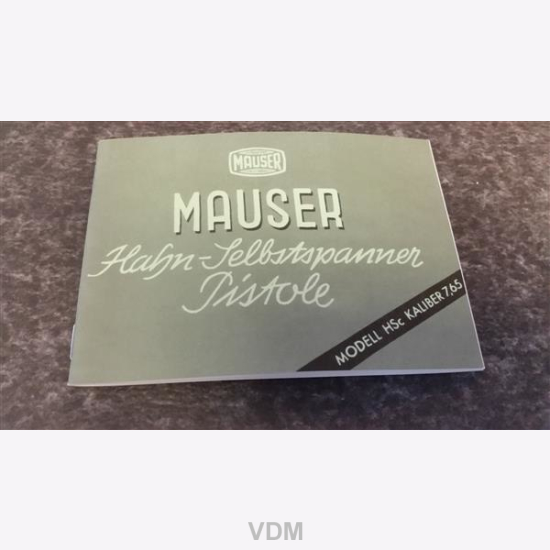 MAUSER
MAUSER
Hahn-Selbstspanner
Pistole
MODELL HSc KALIBER 7,65
VDM